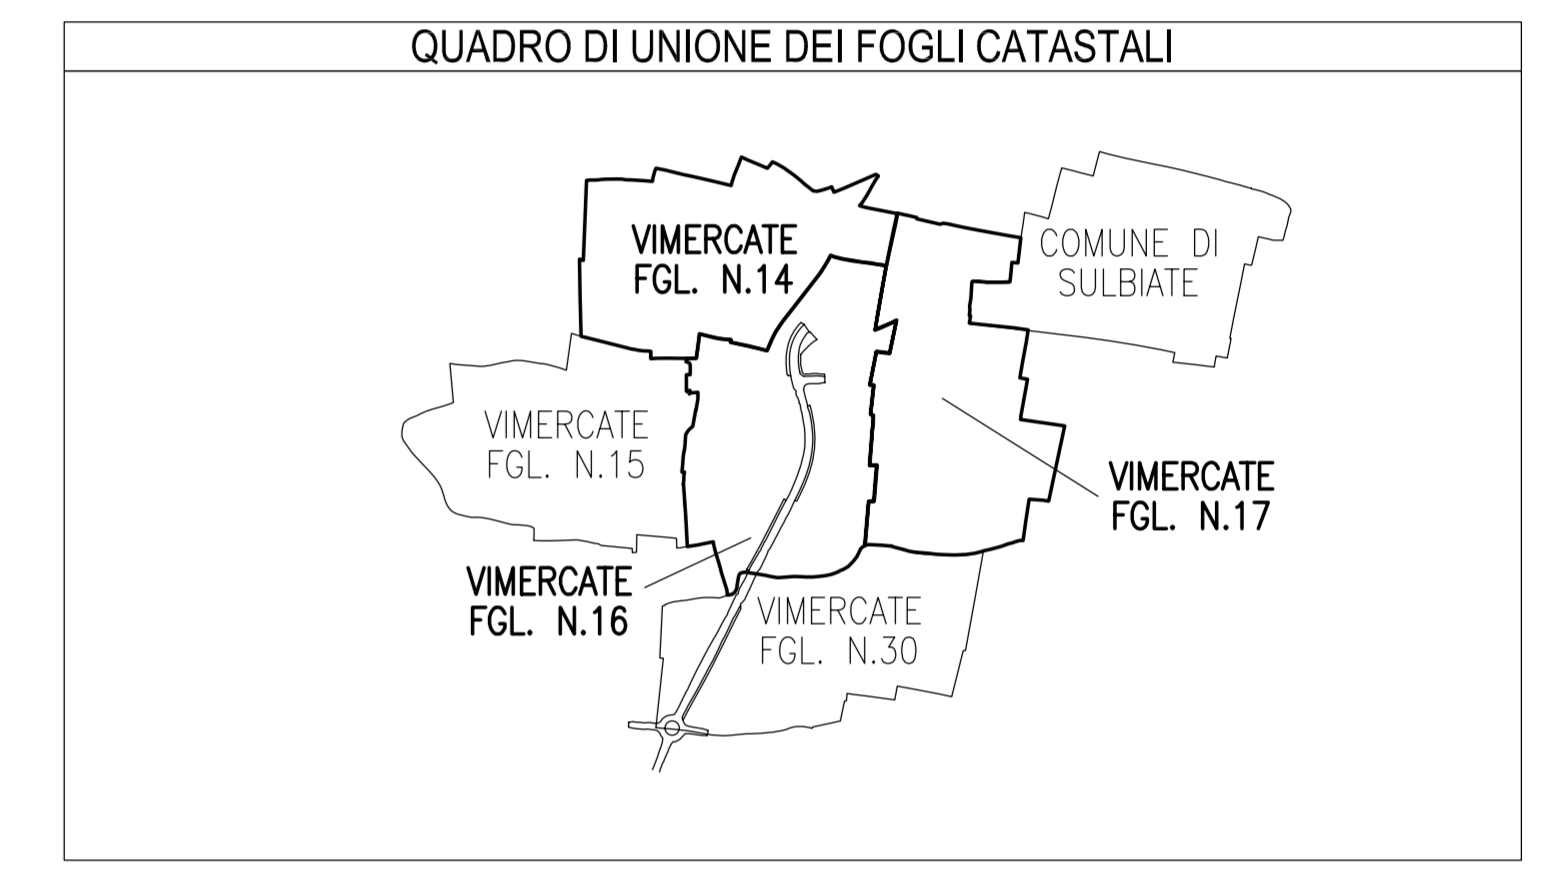 QUADRO DI UNIONE DEI FOGLI CATASTALI
VIMERCATE
FGL. N.14
COMUNE DI
SULBIATE
VIMERCATE
FGL. N.15
VIMERCATE
FGL. N.17
VIMERCATE
FGL. N.16
VIMERCATE
FGL. N.30